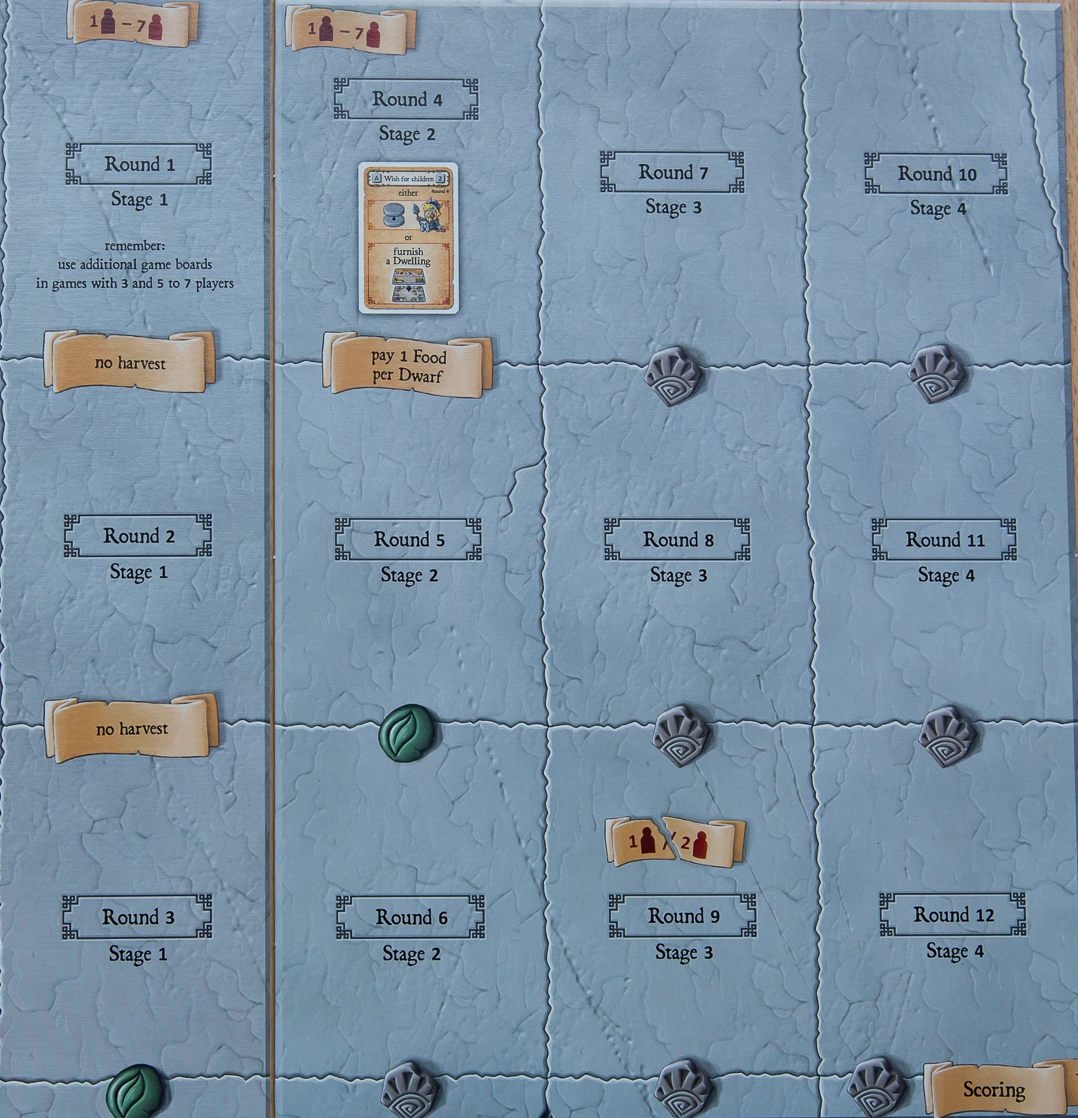 1 – 7
Round 1
Stage 1
remember:
use additional game boards
in games with 3 and 5 to 7 players
no harvest
Round 2
Stage 1
no harvest
Round 3
Stage 1
1 – 7
Round 4
Stage 2
A Wish for children 2
Round 4
either
or
furnish
a Dwelling
pay 1 Food
per Dwarf
Round 5
Stage 2
Round 6
Stage 2
Round 7
Stage 3
Round 8
Stage 3
1 / 2
Round 9
Stage 3
Round 10
Stage 4
Round 11
Stage 4
Round 12
Stage 4
Scoring